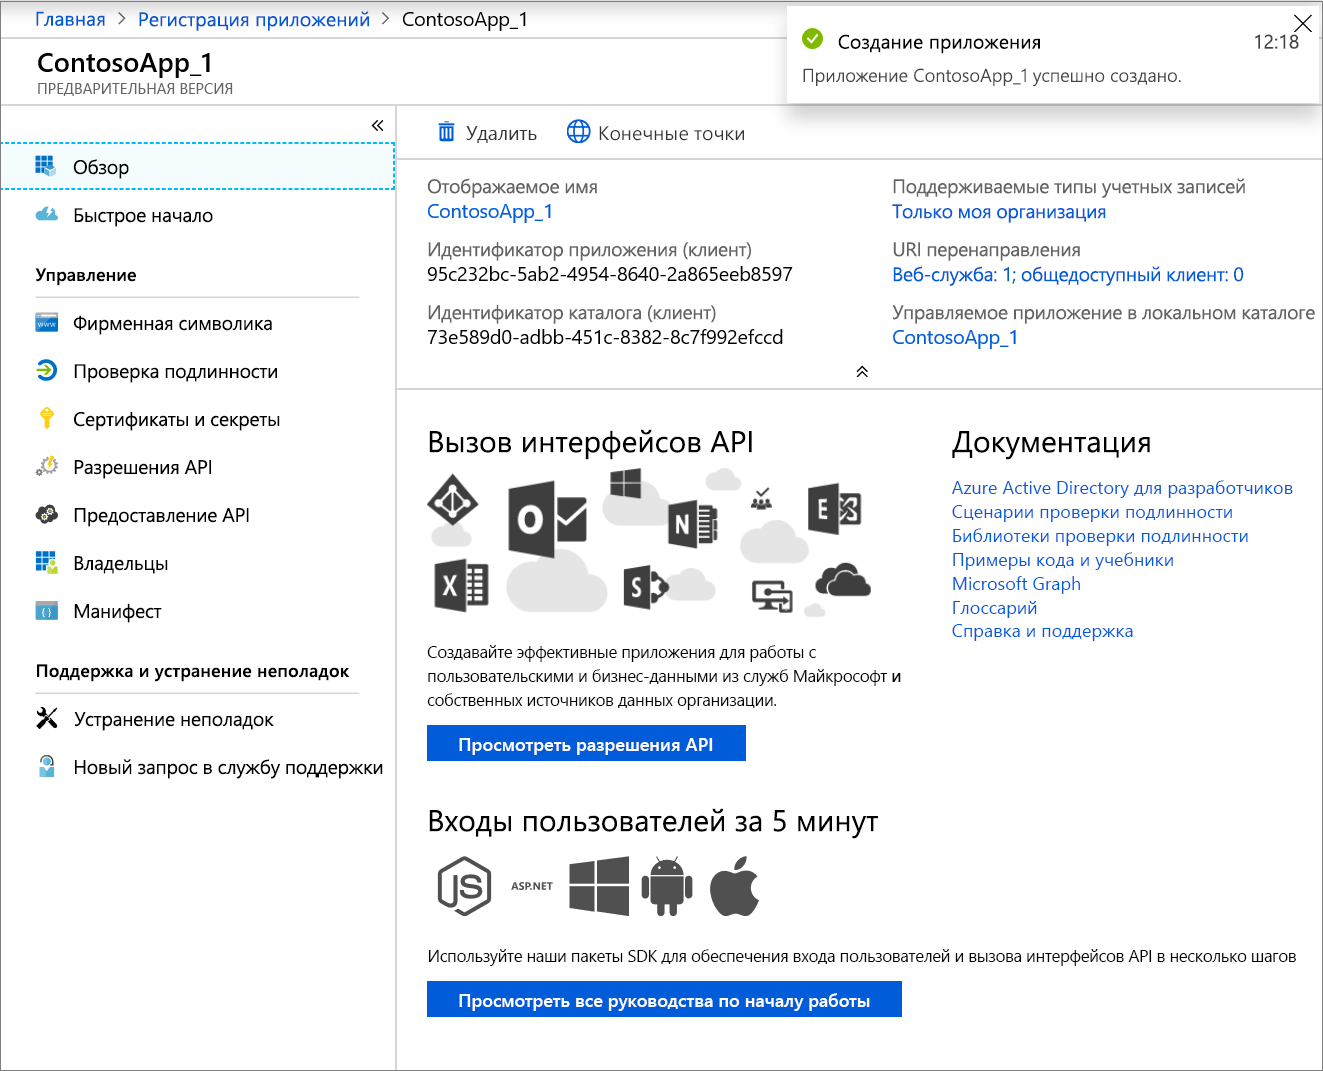 Главная > Регистрация приложений > ContosoApp_1
Создание приложения 12:18
Приложение ContosoApp_1 успешно создано.
ContosoApp_1
ПРЕДВАРИТЕЛЬНАЯ ВЕРСИЯ
«
Обзор
Быстрое начало
Управление
www
Фирменная символика
Проверка подлинности
Сертификаты и секреты
Разрешения API
Предоставление API
Владельцы
Манифест
Поддержка и устранение неполадок
Устранение неполадок
Новый запрос в службу поддержки
Удалить Конечные точки
Отображаемое имя
ContosoApp_1
Идентификатор приложения (клиент)
95c232bc-5ab2-4954-8640-2a865eeb8597
Идентификатор каталога (клиент)
73e589d0-adbb-451c-8382-8c7f992efccd
Поддерживаемые типы учетных записей
Только моя организация
URI перенаправления
Веб-служба: 1; общедоступный клиент: 0
Управляемое приложение в локальном каталоге
ContosoApp_1
Вызов интерфейсов API
O
N
E
X
S
Создавайте эффективные приложения для работы с
пользовательскими и бизнес-данными из служб Майкрософт и
собственных источников данных организации.
Просмотреть разрешения API
Документация
Azure Active Directory для разработчиков
Сценарии проверки подлинности
Библиотеки проверки подлинности
Примеры кода и учебники
Microsoft Graph
Глоссарий
Справка и поддержка
Входы пользователей за 5 минут
JS
ASP.NET
Используйте наши пакеты SDK для обеспечения входа пользователей и вызова интерфейсов API в несколько шагов
Просмотреть все руководства по началу работы